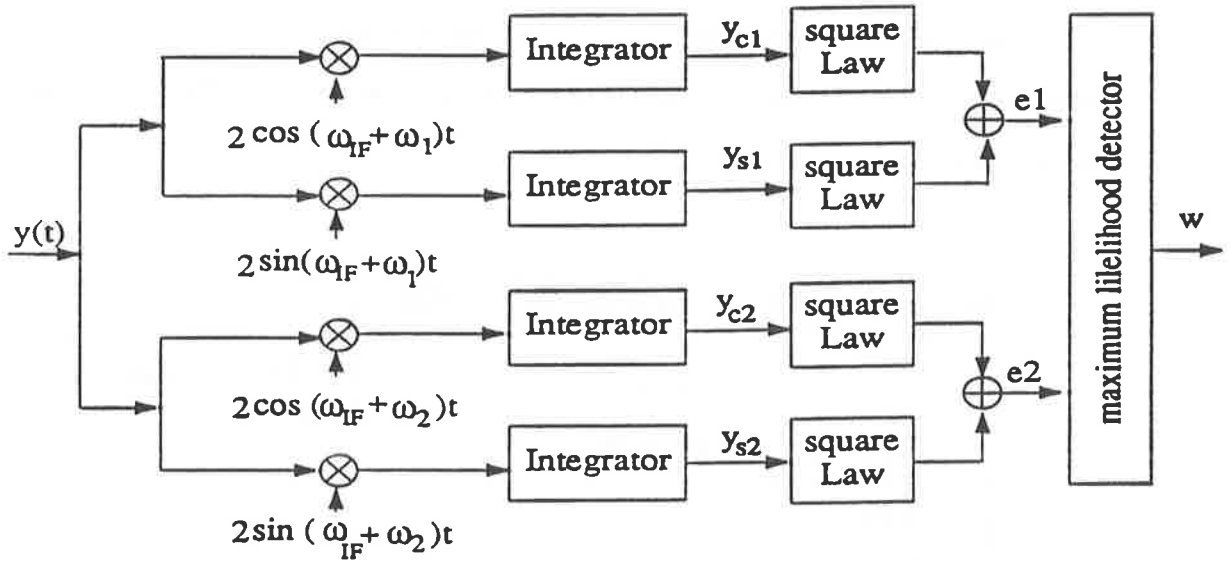 y(t)
2 cos (ω_IF+ω_1)t
Integrator
y_c1
square
Law
2 sin(ω_IF+ω_1)t
Integrator
y_s1
square
Law
e1
2 cos (ω_IF+ω_2)t
Integrator
y_c2
square
Law
2 sin (ω_IF+ω_2)t
Integrator
y_s2
square
Law
e2
maximum lilelihood detector
w